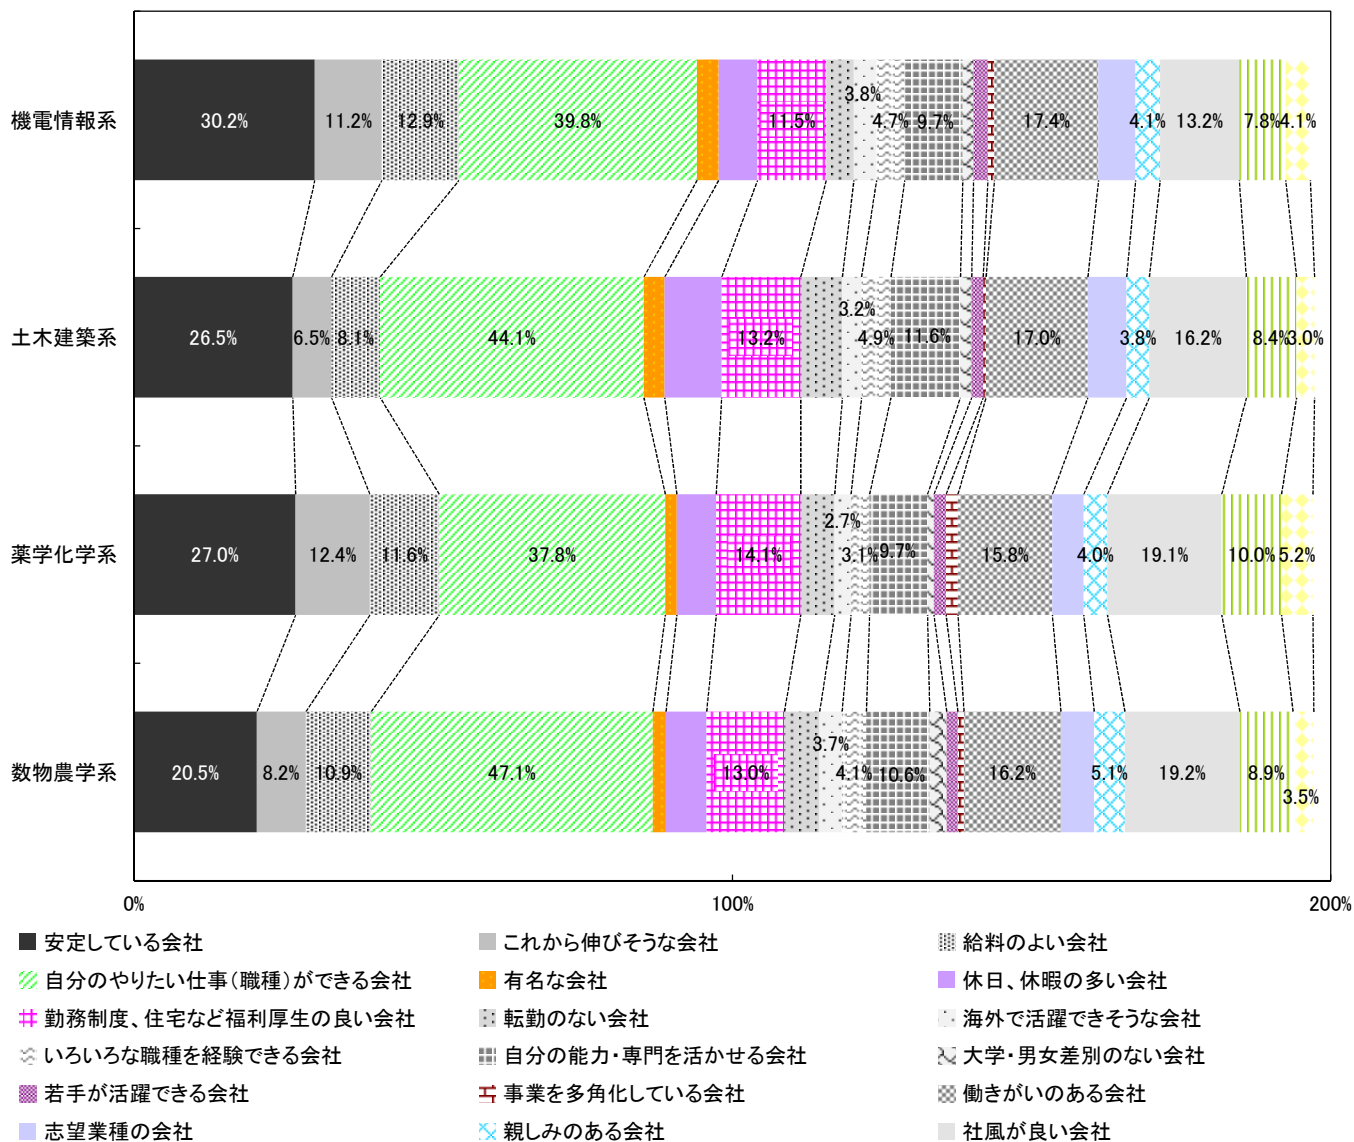 機電情報系
30.2% 11.2% 12.9% 39.8% 11.5% 3.8% 4.7% 9.7% 17.4% 4.1% 13.2% 7.8% 4.1%
土木建築系
26.5% 6.5% 8.1% 44.1% 13.2% 3.2% 4.9% 11.6% 17.0% 3.8% 16.2% 8.4% 3.0%
薬学化学系
27.0% 12.4% 11.6% 37.8% 14.1% 2.7% 3.1% 9.7% 15.8% 4.0% 19.1% 10.0% 5.2%
数物農学系
20.5% 8.2% 10.9% 47.1% 13.0% 3.7% 4.1% 10.6% 16.2% 5.1% 19.2% 8.9% 3.5%
0% 100% 200%
安定している会社 これから伸びそうな会社 給料のよい会社
自分のやりたい仕事(職種)ができる会社 有名な会社 休日、休暇の多い会社
勤務制度、住宅など福利厚生の良い会社 転勤のない会社 海外で活躍できそうな会社
いろいろな職種を経験できる会社 自分の能力・専門を活かせる会社 大学・男女差別のない会社
若手が活躍できる会社 事業を多角化している会社 働きがいのある会社
志望業種の会社 親しみのある会社 社風が良い会社